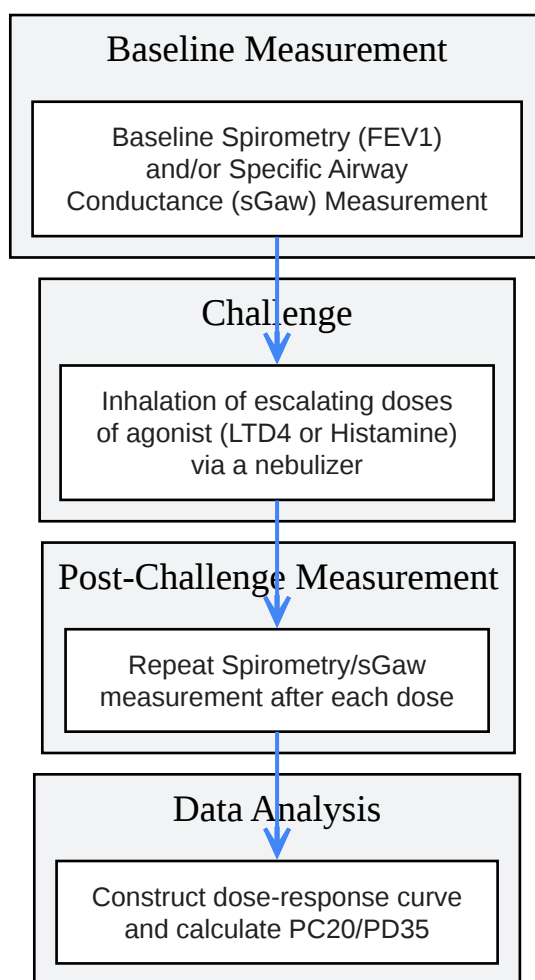 Baseline Measurement
Baseline Spirometry (FEV1)
and/or Specific Airway
Conductance (sGaw) Measurement
Challenge
Inhalation of escalating doses
of agonist (LTD4 or Histamine)
via a nebulizer
Post-Challenge Measurement
Repeat Spirometry/sGaw
measurement after each dose
Data Analysis
Construct dose-response curve
and calculate PC20/PD35